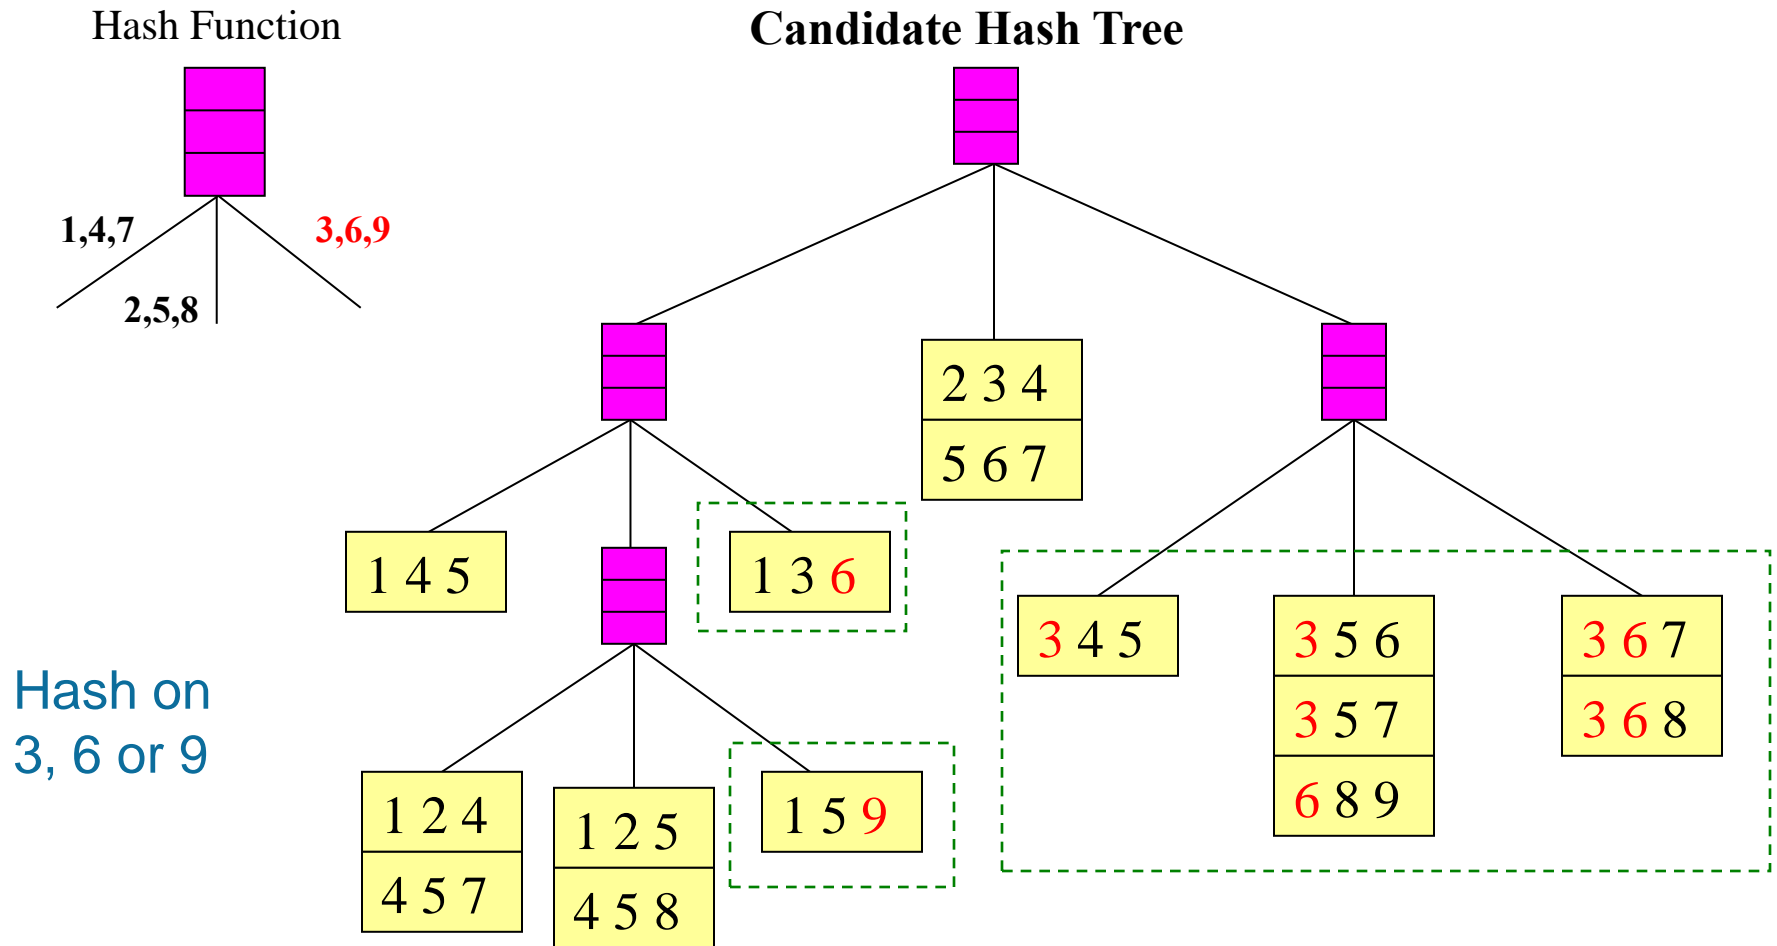 Hash Function
Candidate Hash Tree
1,4,7
3,6,9
2,5,8
2 3 4
5 6 7
1 4 5
1 3 6
3 4 5
3 5 6
3 6 7
3 5 7
3 6 8
6 8 9
Hash on
3, 6 or 9
1 2 4
1 2 5
1 5 9
4 5 7
4 5 8